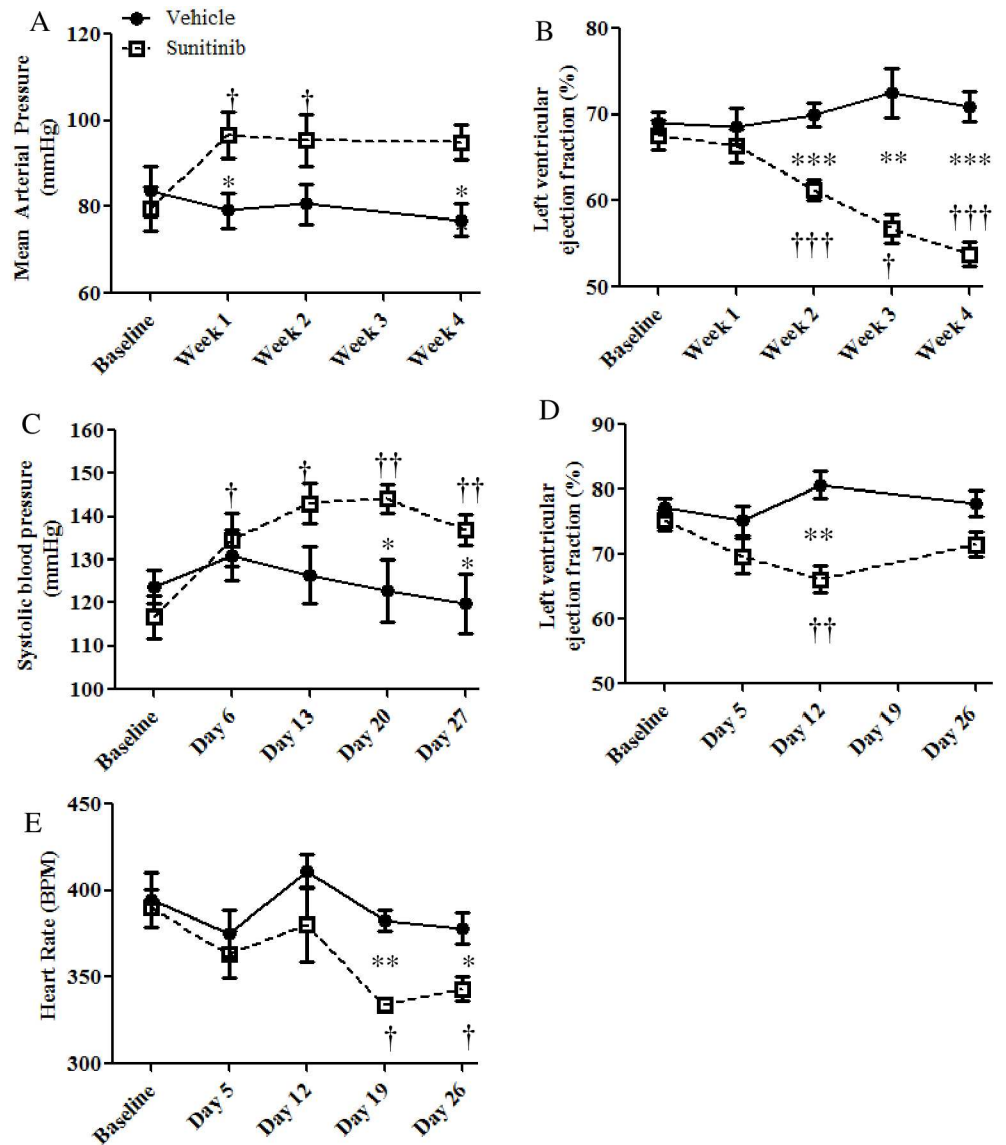 A
Vehicle
Sunitinib
Mean Arterial Pressure
(mmHg)
120
100
80
60
†
†
*
*
Baseline
Week 1
Week 2
Week 3
Week 4
B
Left ventricular
ejection fraction (%)
80
70
60
50
***
**
***
†††
†
†††
Baseline
Week 1
Week 2
Week 3
Week 4
C
Systolic blood pressure
(mmHg)
160
150
140
130
120
110
100
†
†
††
††
*
*
Baseline
Day 6
Day 13
Day 20
Day 27
D
Left ventricular
ejection fraction (%)
90
80
70
60
50
**
††
Baseline
Day 5
Day 12
Day 19
Day 26
E
Heart Rate (BPM)
450
400
350
300
**
*
†
†
Baseline
Day 5
Day 12
Day 19
Day 26